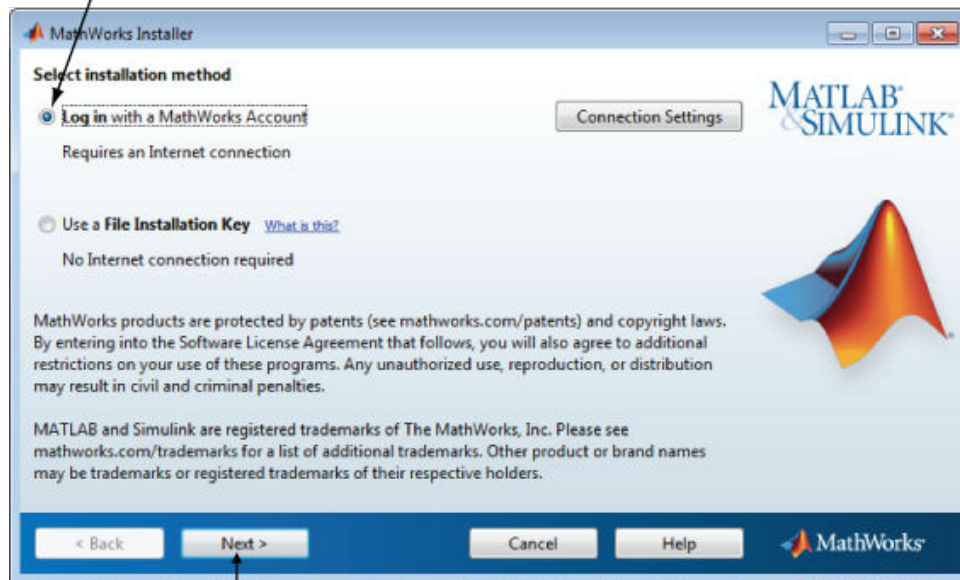 MathWorks Installer
Select installation method
Log in with a MathWorks Account
Connection Settings
Requires an Internet connection
MATLAB®
&SIMULINK®
Use a File Installation Key What is this?
No Internet connection required
MathWorks products are protected by patents (see mathworks.com/patents) and copyright laws.
By entering into the Software License Agreement that follows, you will also agree to additional
restrictions on your use of these programs. Any unauthorized use, reproduction, or distribution
may result in civil and criminal penalties.
MATLAB and Simulink are registered trademarks of The MathWorks, Inc. Please see
mathworks.com/trademarks for a list of additional trademarks. Other product or brand names
may be trademarks or registered trademarks of their respective holders.
< Back
Next >
Cancel
Help
MathWorks®